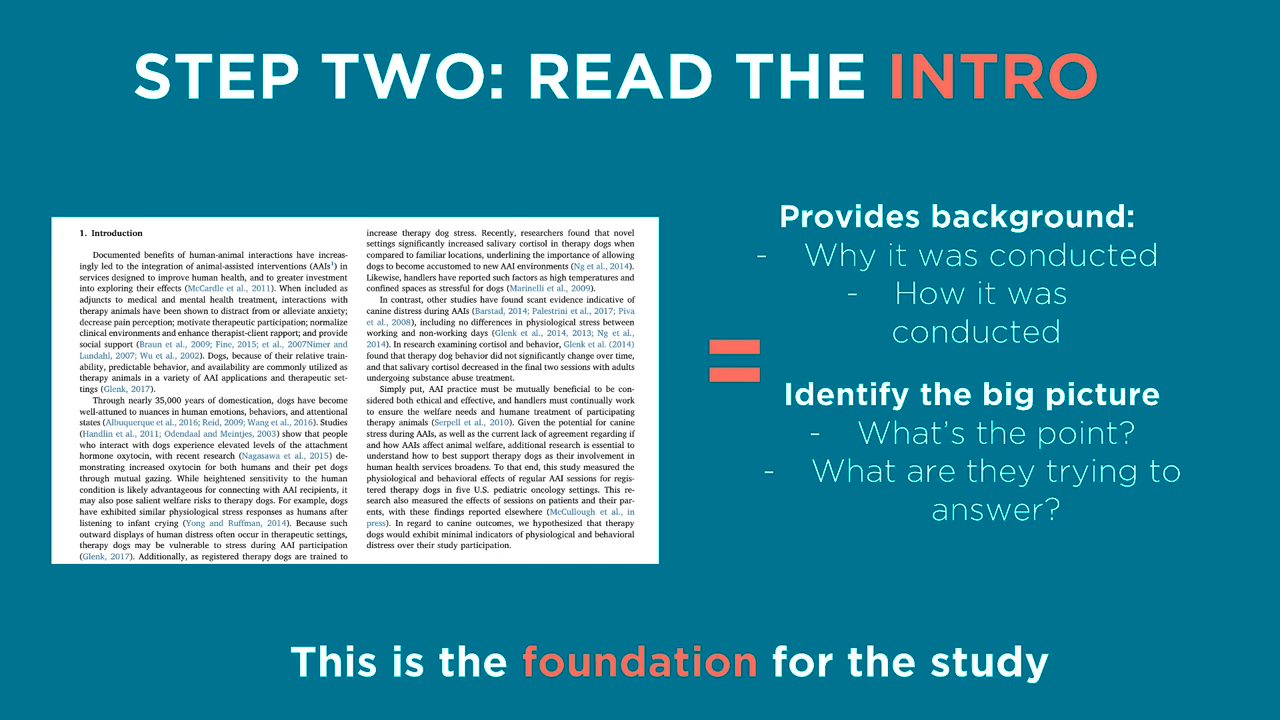 STEP TWO: READ THE INTRO
1. Introduction
Documented benefits of human-animal interactions have increas-
ingly led to the integration of animal-assisted interventions (AAIs¹) in
services designed to improve human health, and to greater investment
into exploring their effects (McCardle et al., 2011). When included as
adjuncts to medical and mental health treatment, interactions with
therapy animals have been shown to distract from or alleviate anxiety;
decrease pain perception; motivate therapeutic participation; normalize
clinical environments and enhance therapist-client rapport; and provide
social support (Braun et al., 2009; Fine, 2015; et al., 2007Nimer and
Lundahl, 2007; Wu et al., 2002). Dogs, because of their relative train-
ability, predictable behavior, and availability are commonly utilized as
therapy animals in a variety of AAI applications and therapeutic set-
tings (Glenk, 2017).
Through nearly 35,000 years of domestication, dogs have become
well-attuned to nuances in human emotions, behaviors, and attentional
states (Albuquerque et al., 2016; Reid, 2009; Wang et al., 2016). Studies
(Handlin et al., 2011; Odendaal and Meintjes, 2003) show that people
who interact with dogs experience elevated levels of the attachment
hormone oxytocin, with recent research (Nagasawa et al., 2015) de-
monstrating increased oxytocin for both humans and their pet dogs
through mutual gazing. While heightened sensitivity to the human
condition is likely advantageous for connecting with AAI recipients, it
may also pose salient welfare risks to therapy dogs. For example, dogs
have exhibited similar physiological stress responses as humans after
listening to infant crying (Yong and Ruffman, 2014). Because such
outward displays of human distress often occur in therapeutic settings,
therapy dogs may be vulnerable to stress during AAI participation
(Glenk, 2017). Additionally, as registered therapy dogs are trained to
increase therapy dog stress. Recently, researchers found that novel
settings significantly increased salivary cortisol in therapy dogs when
compared to familiar locations, underlining the importance of allowing
dogs to become accustomed to new AAI environments (Ng et al., 2014).
Likewise, handlers have reported such factors as high temperatures and
confined spaces as stressful for dogs (Marinelli et al., 2009).
In contrast, other studies have found scant evidence indicative of
canine distress during AAIs (Barstad, 2014; Palestrini et al., 2017; Piva
et al., 2008), including no differences in physiological stress between
working and non-working days (Glenk et al., 2014, 2013; Ng et al.,
2014). In research examining cortisol and behavior, Glenk et al. (2014)
found that therapy dog behavior did not significantly change over time,
and that salivary cortisol decreased in the final two sessions with adults
undergoing substance abuse treatment.
Simply put, AAI practice must be mutually beneficial to be con-
sidered both ethical and effective, and handlers must continually work
to ensure the welfare needs and humane treatment of participating
therapy animals (Serpell et al., 2010). Given the potential for canine
stress during AAIs, as well as the current lack of agreement regarding if
and how AAIs affect animal welfare, additional research is essential to
understand how to best support therapy dogs as their involvement in
human health services broadens. To that end, this study measured the
physiological and behavioral effects of regular AAI sessions for regis-
tered therapy dogs in five U.S. pediatric oncology settings. This re-
search also measured the effects of sessions on patients and their par-
ents, with these findings reported elsewhere (McCullough et al., in
press). In regard to canine outcomes, we hypothesized that therapy
dogs would exhibit minimal indicators of physiological and behavioral
distress over their study participation.
=
Provides background:
- Why it was conducted
- How it was
conducted
Identify the big picture
- What's the point?
- What are they trying to
answer?
This is the foundation for the study